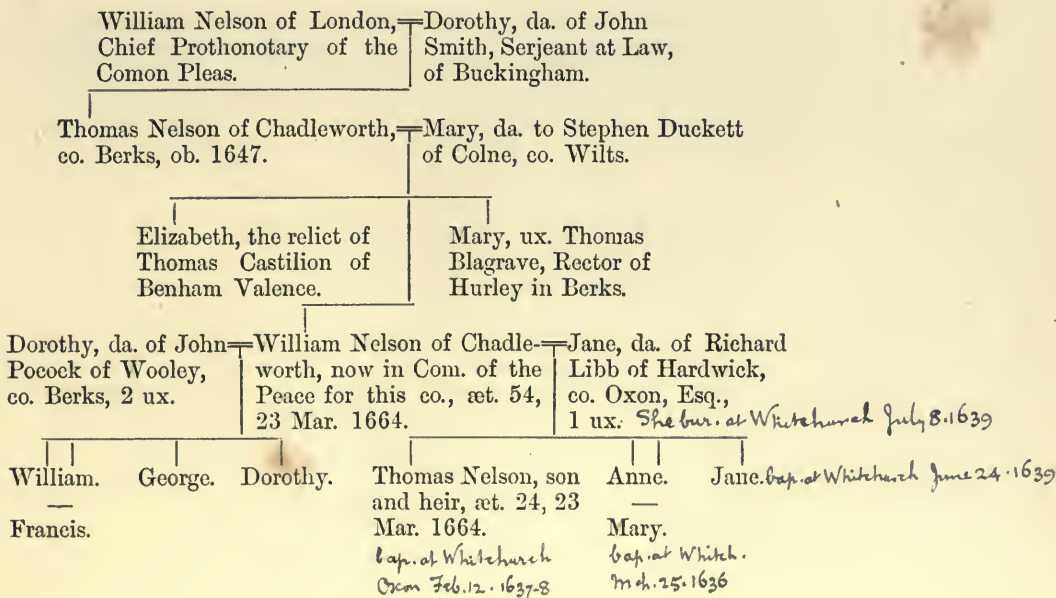 William Nelson of London,
Chief Prothonotary of the
Comon Pleas.
Dorothy, da. of John
Smith, Serjeant at Law,
of Buckingham.
Thomas Nelson of Chadleworth,
co. Berks, ob. 1647.
Mary, da. to Stephen Duckett
of Colne, co. Wilts.
Elizabeth, the relict of
Thomas Castilion of
Benham Valence.
Mary, ux. Thomas
Blagrave, Rector of
Hurley in Berks.
Dorothy, da. of John
Pocock of Wooley,
co. Berks, 2 ux.
William Nelson of Chadle-
worth, now in Com. of the
Peace for this co., æt. 54,
23 Mar. 1664.
Jane, da. of Richard
Libb of Hardwick,
co. Oxon, Esq.,
1 ux. She bur. at Whitchurch July 8. 1639
William.
Francis.
George.
Dorothy.
Thomas Nelson, son
and heir, æt. 24, 23
Mar. 1664.
bap. at Whitchurch
Oxon Feb. 12. 1637-8
Anne.
Mary.
bap. at Whitch.
Mch. 25. 1636
Jane. bap. at Whitchurch June 24. 1639